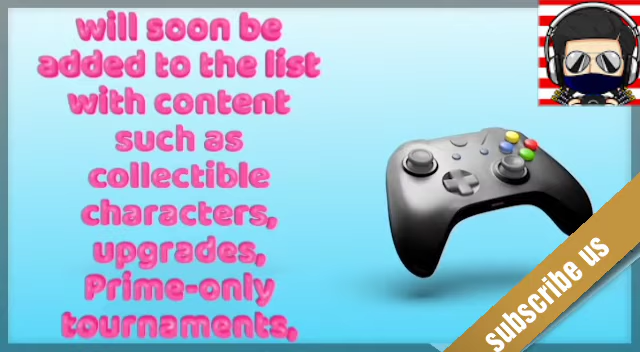 will soon be
added to the list
with content
such as
collectible
characters,
upgrades,
Prime-only
tournaments,
subscribe us